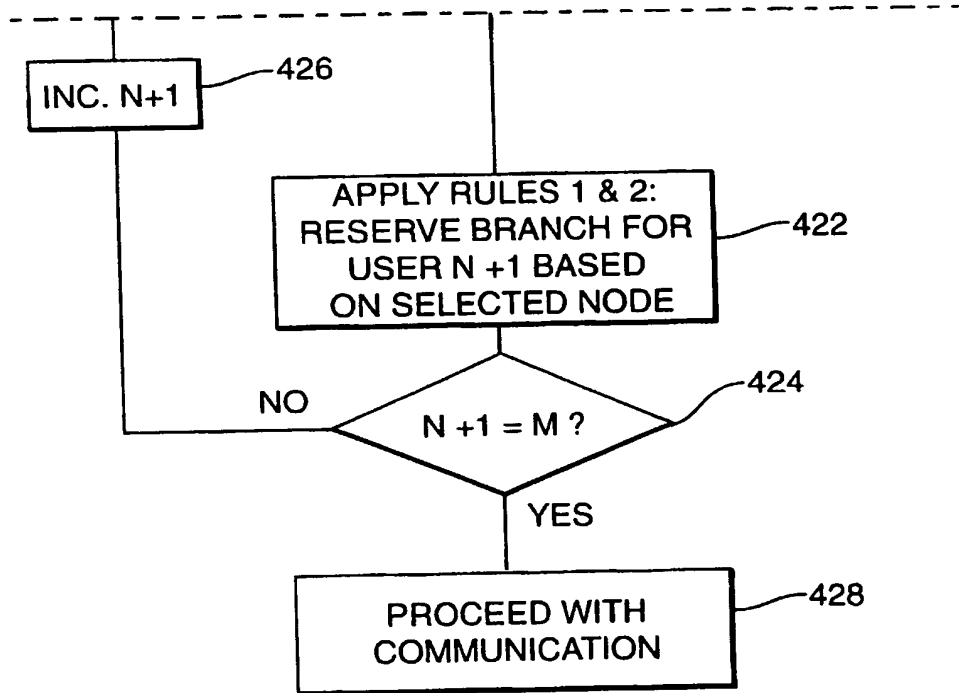 INC. N+1
426
APPLY RULES 1 & 2:
RESERVE BRANCH FOR
USER N +1 BASED
ON SELECTED NODE
422
NO
N +1 = M ?
424
YES
PROCEED WITH
COMMUNICATION
428